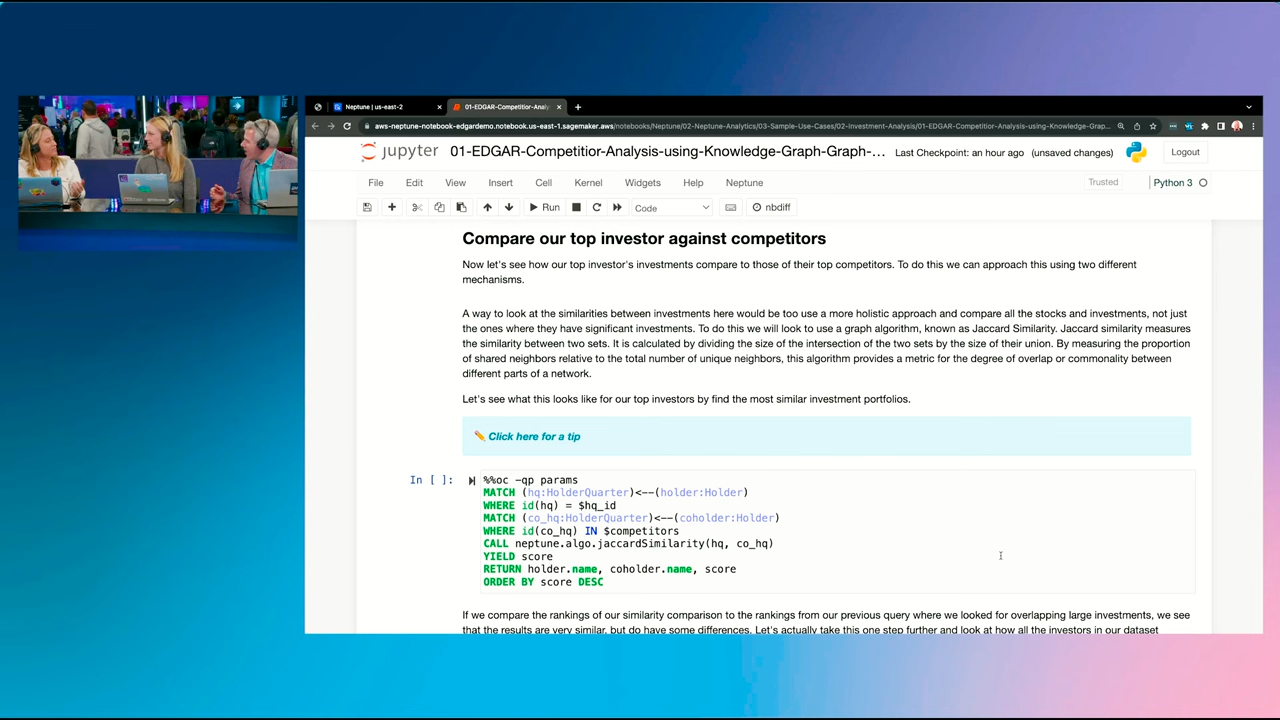 Neptune | us-east-2
01-EDGAR-Competitior-Analy
aws-neptune-notebook-edgardemo.notebook.us-east-1.sagemaker.aws/notebooks/Neptune/02-Neptune-Analytics/03-Sample-Use-Cases/02-Investment-Analysis/01-EDGAR-Competitior-Analysis-using-Knowledge-Grap...
jupyter 01-EDGAR-Competitior-Analysis-using-Knowledge-Graph-Graph-... Last Checkpoint: an hour ago (unsaved changes) Logout
File Edit View Insert Cell Kernel Widgets Help Neptune Trusted Python 3
Run Code nbdiff
Compare our top investor against competitors
Now let's see how our top investor's investments compare to those of their top competitors. To do this we can approach this using two different
mechanisms.
A way to look at the similarities between investments here would be too use a more holistic approach and compare all the stocks and investments, not just
the ones where they have significant investments. To do this we will look to use a graph algorithm, known as Jaccard Similarity. Jaccard similarity measures
the similarity between two sets. It is calculated by dividing the size of the intersection of the two sets by the size of their union. By measuring the proportion
of shared neighbors relative to the total number of unique neighbors, this algorithm provides a metric for the degree of overlap or commonality between
different parts of a network.
Let's see what this looks like for our top investors by find the most similar investment portfolios.
Click here for a tip
In [ ]: %%oc -qp params
MATCH (hq:HolderQuarter)<--(holder:Holder)
WHERE id(hq) = $hq_id
MATCH (co_hq:HolderQuarter)<--(coholder:Holder)
WHERE id(co_hq) IN $competitors
CALL neptune.algo.jaccardSimilarity(hq, co_hq)
YIELD score
RETURN holder.name, coholder.name, score
ORDER BY score DESC
If we compare the rankings of our similarity comparison to the rankings from our previous query where we looked for overlapping large investments, we see
that the results are very similar, but do have some differences. Let's actually take this one step further and look at how all the investors in our dataset